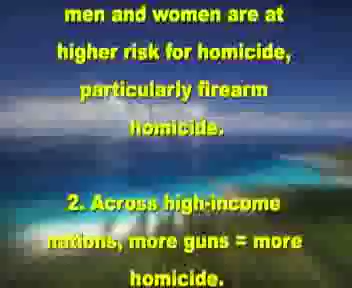 men and women are at
higher risk for homicide,
particularly firearm
homicide.
2. Across high-income
nations, more guns = more
homicide.